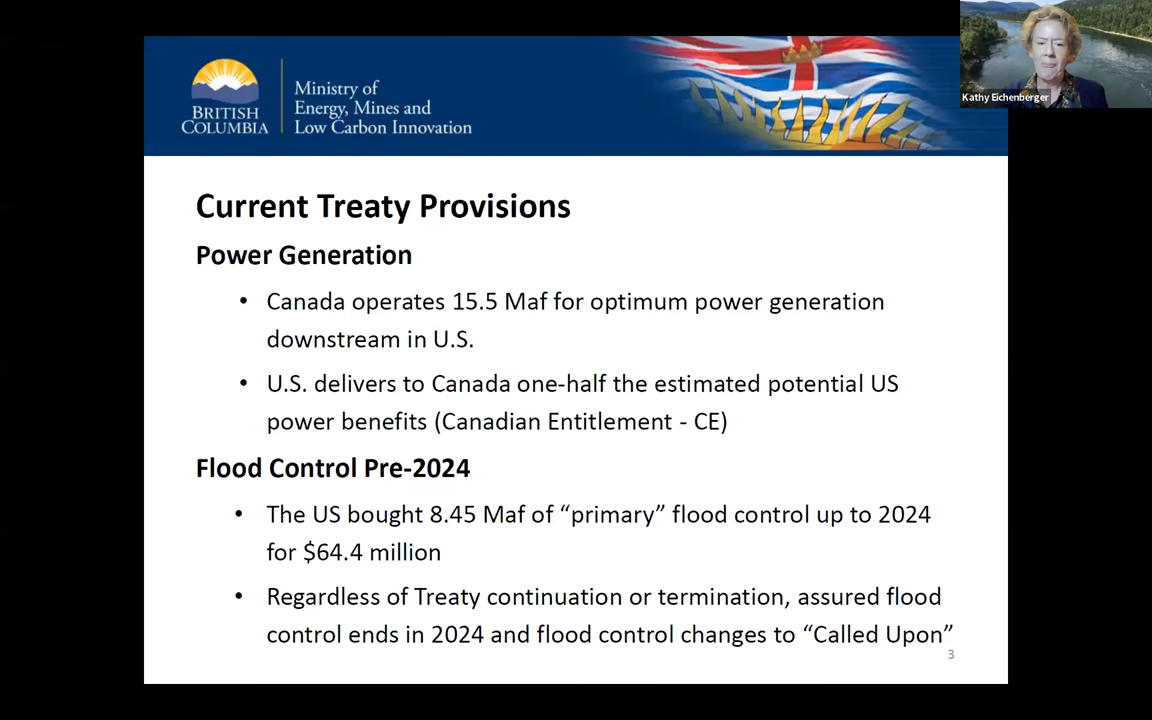 BRITISH
COLUMBIA
Ministry of
Energy, Mines and
Low Carbon Innovation
Kathy Eichenberger
Current Treaty Provisions
Power Generation
• Canada operates 15.5 Maf for optimum power generation
downstream in U.S.
• U.S. delivers to Canada one-half the estimated potential US
power benefits (Canadian Entitlement - CE)
Flood Control Pre-2024
• The US bought 8.45 Maf of “primary” flood control up to 2024
for $64.4 million
• Regardless of Treaty continuation or termination, assured flood
control ends in 2024 and flood control changes to “Called Upon”
3